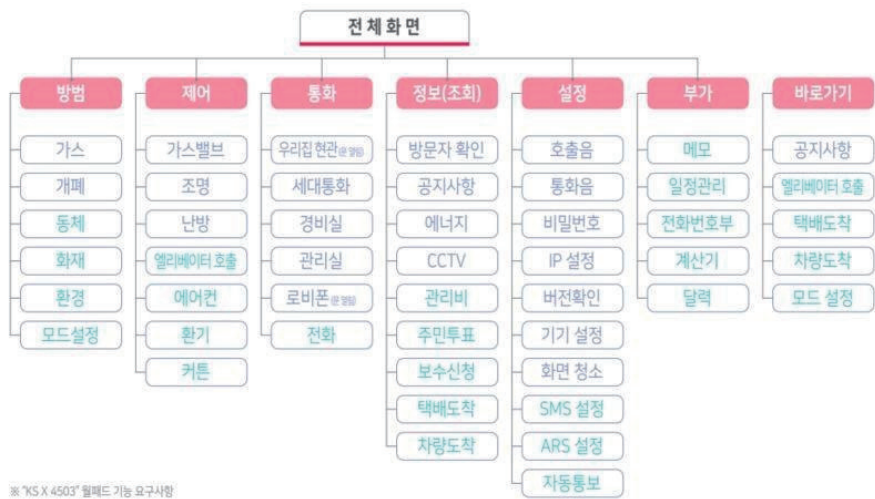 전체화면
방범
가스
개폐
동체
화재
환경
모드설정
제어
가스밸브
조명
난방
엘리베이터 호출
에어컨
환기
커튼
통화
우리집 현관(문 열림)
세대통화
경비실
관리실
로비폰(문 열림)
전화
정보(조회)
방문자 확인
공지사항
에너지
CCTV
관리비
주민투표
보수신청
택배도착
차량도착
설정
호출음
통화음
비밀번호
IP 설정
버전확인
기기 설정
화면 청소
SMS 설정
ARS 설정
자동통보
부가
메모
일정관리
전화번호부
계산기
달력
바로가기
공지사항
엘리베이터 호출
택배도착
차량도착
모드 설정
※ "KS X 4503" 월패드 기능 요구사항